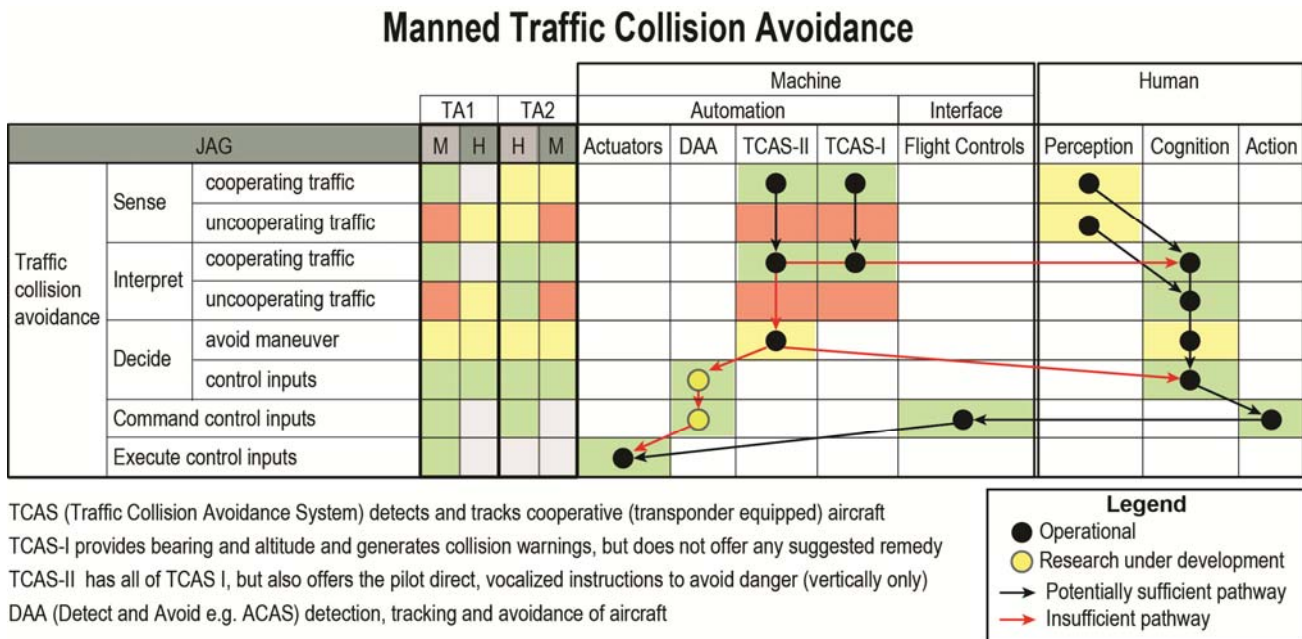 Manned Traffic Collision Avoidance
Machine Human
TA1 TA2 Automation Interface
JAG M H H M Actuators DAA TCAS-II TCAS-I Flight Controls Perception Cognition Action
Traffic collision avoidance
Sense
cooperating traffic
uncooperating traffic
Interpret
cooperating traffic
uncooperating traffic
Decide
avoid maneuver
control inputs
Command control inputs
Execute control inputs
TCAS (Traffic Collision Avoidance System) detects and tracks cooperative (transponder equipped) aircraft
TCAS-I provides bearing and altitude and generates collision warnings, but does not offer any suggested remedy
TCAS-II has all of TCAS I, but also offers the pilot direct, vocalized instructions to avoid danger (vertically only)
DAA (Detect and Avoid e.g. ACAS) detection, tracking and avoidance of aircraft
Legend
Operational
Research under development
Potentially sufficient pathway
Insufficient pathway